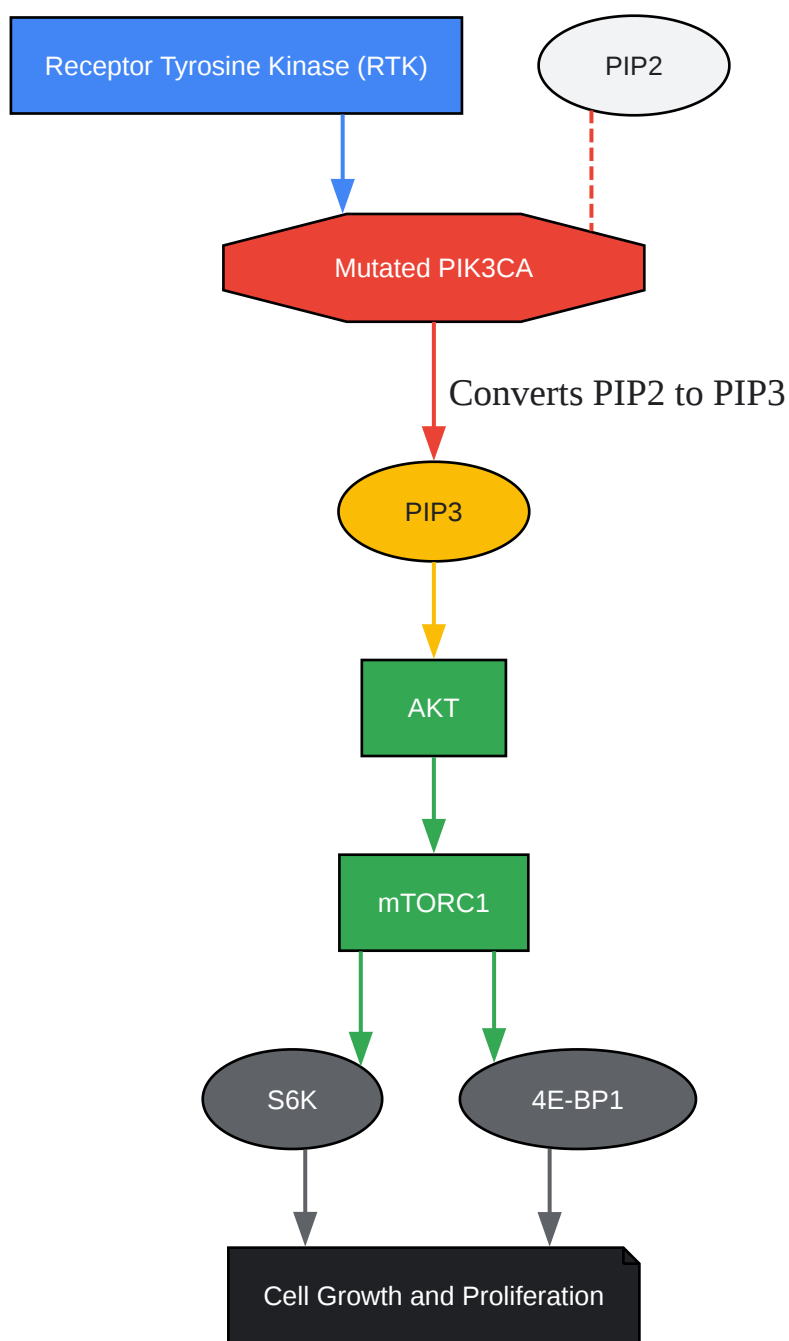 Receptor Tyrosine Kinase (RTK)
PIP2
Mutated PIK3CA
Converts PIP2 to PIP3
PIP3
AKT
mTORC1
S6K
4E-BP1
Cell Growth and Proliferation